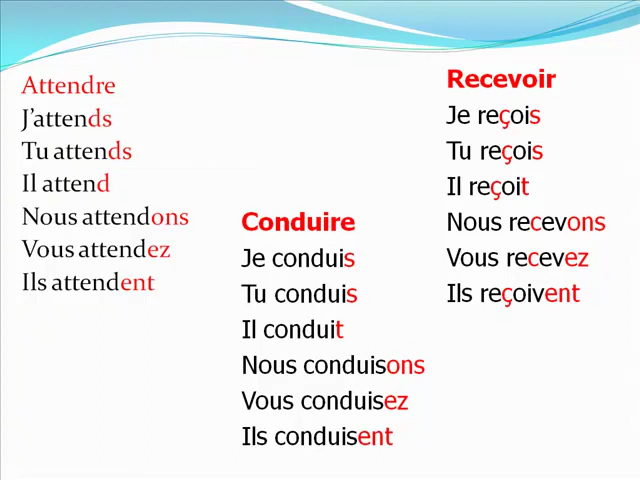 Attendre
J'attends
Tu attends
Il attend
Nous attendons
Vous attendez
Ils attendent
Conduire
Je conduis
Tu conduis
Il conduit
Nous conduisons
Vous conduisez
Ils conduisent
Recevoir
Je reçois
Tu reçois
Il reçoit
Nous recevons
Vous recevez
Ils reçoivent